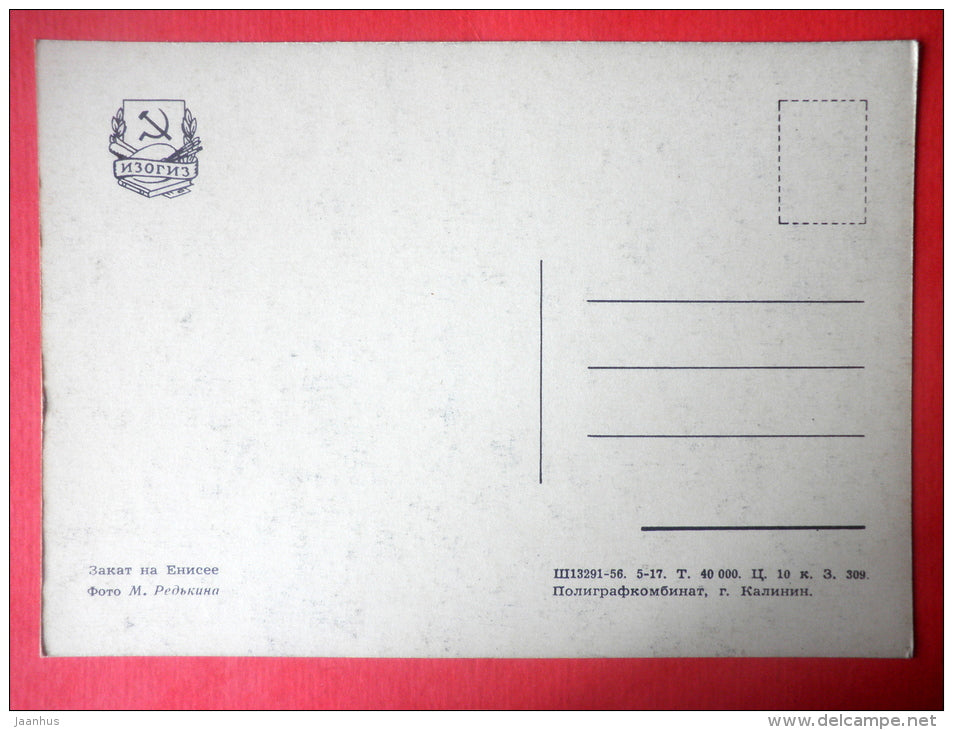 ИЗОГИЗ
Закат на Енисее
Фото М. Редькина
Ш13291-56. 5-17. Т. 40 000. Ц. 10 к. З. 309.
Полиграфкомбинат, г. Калинин.
Jaanhus
www.delcampe.net